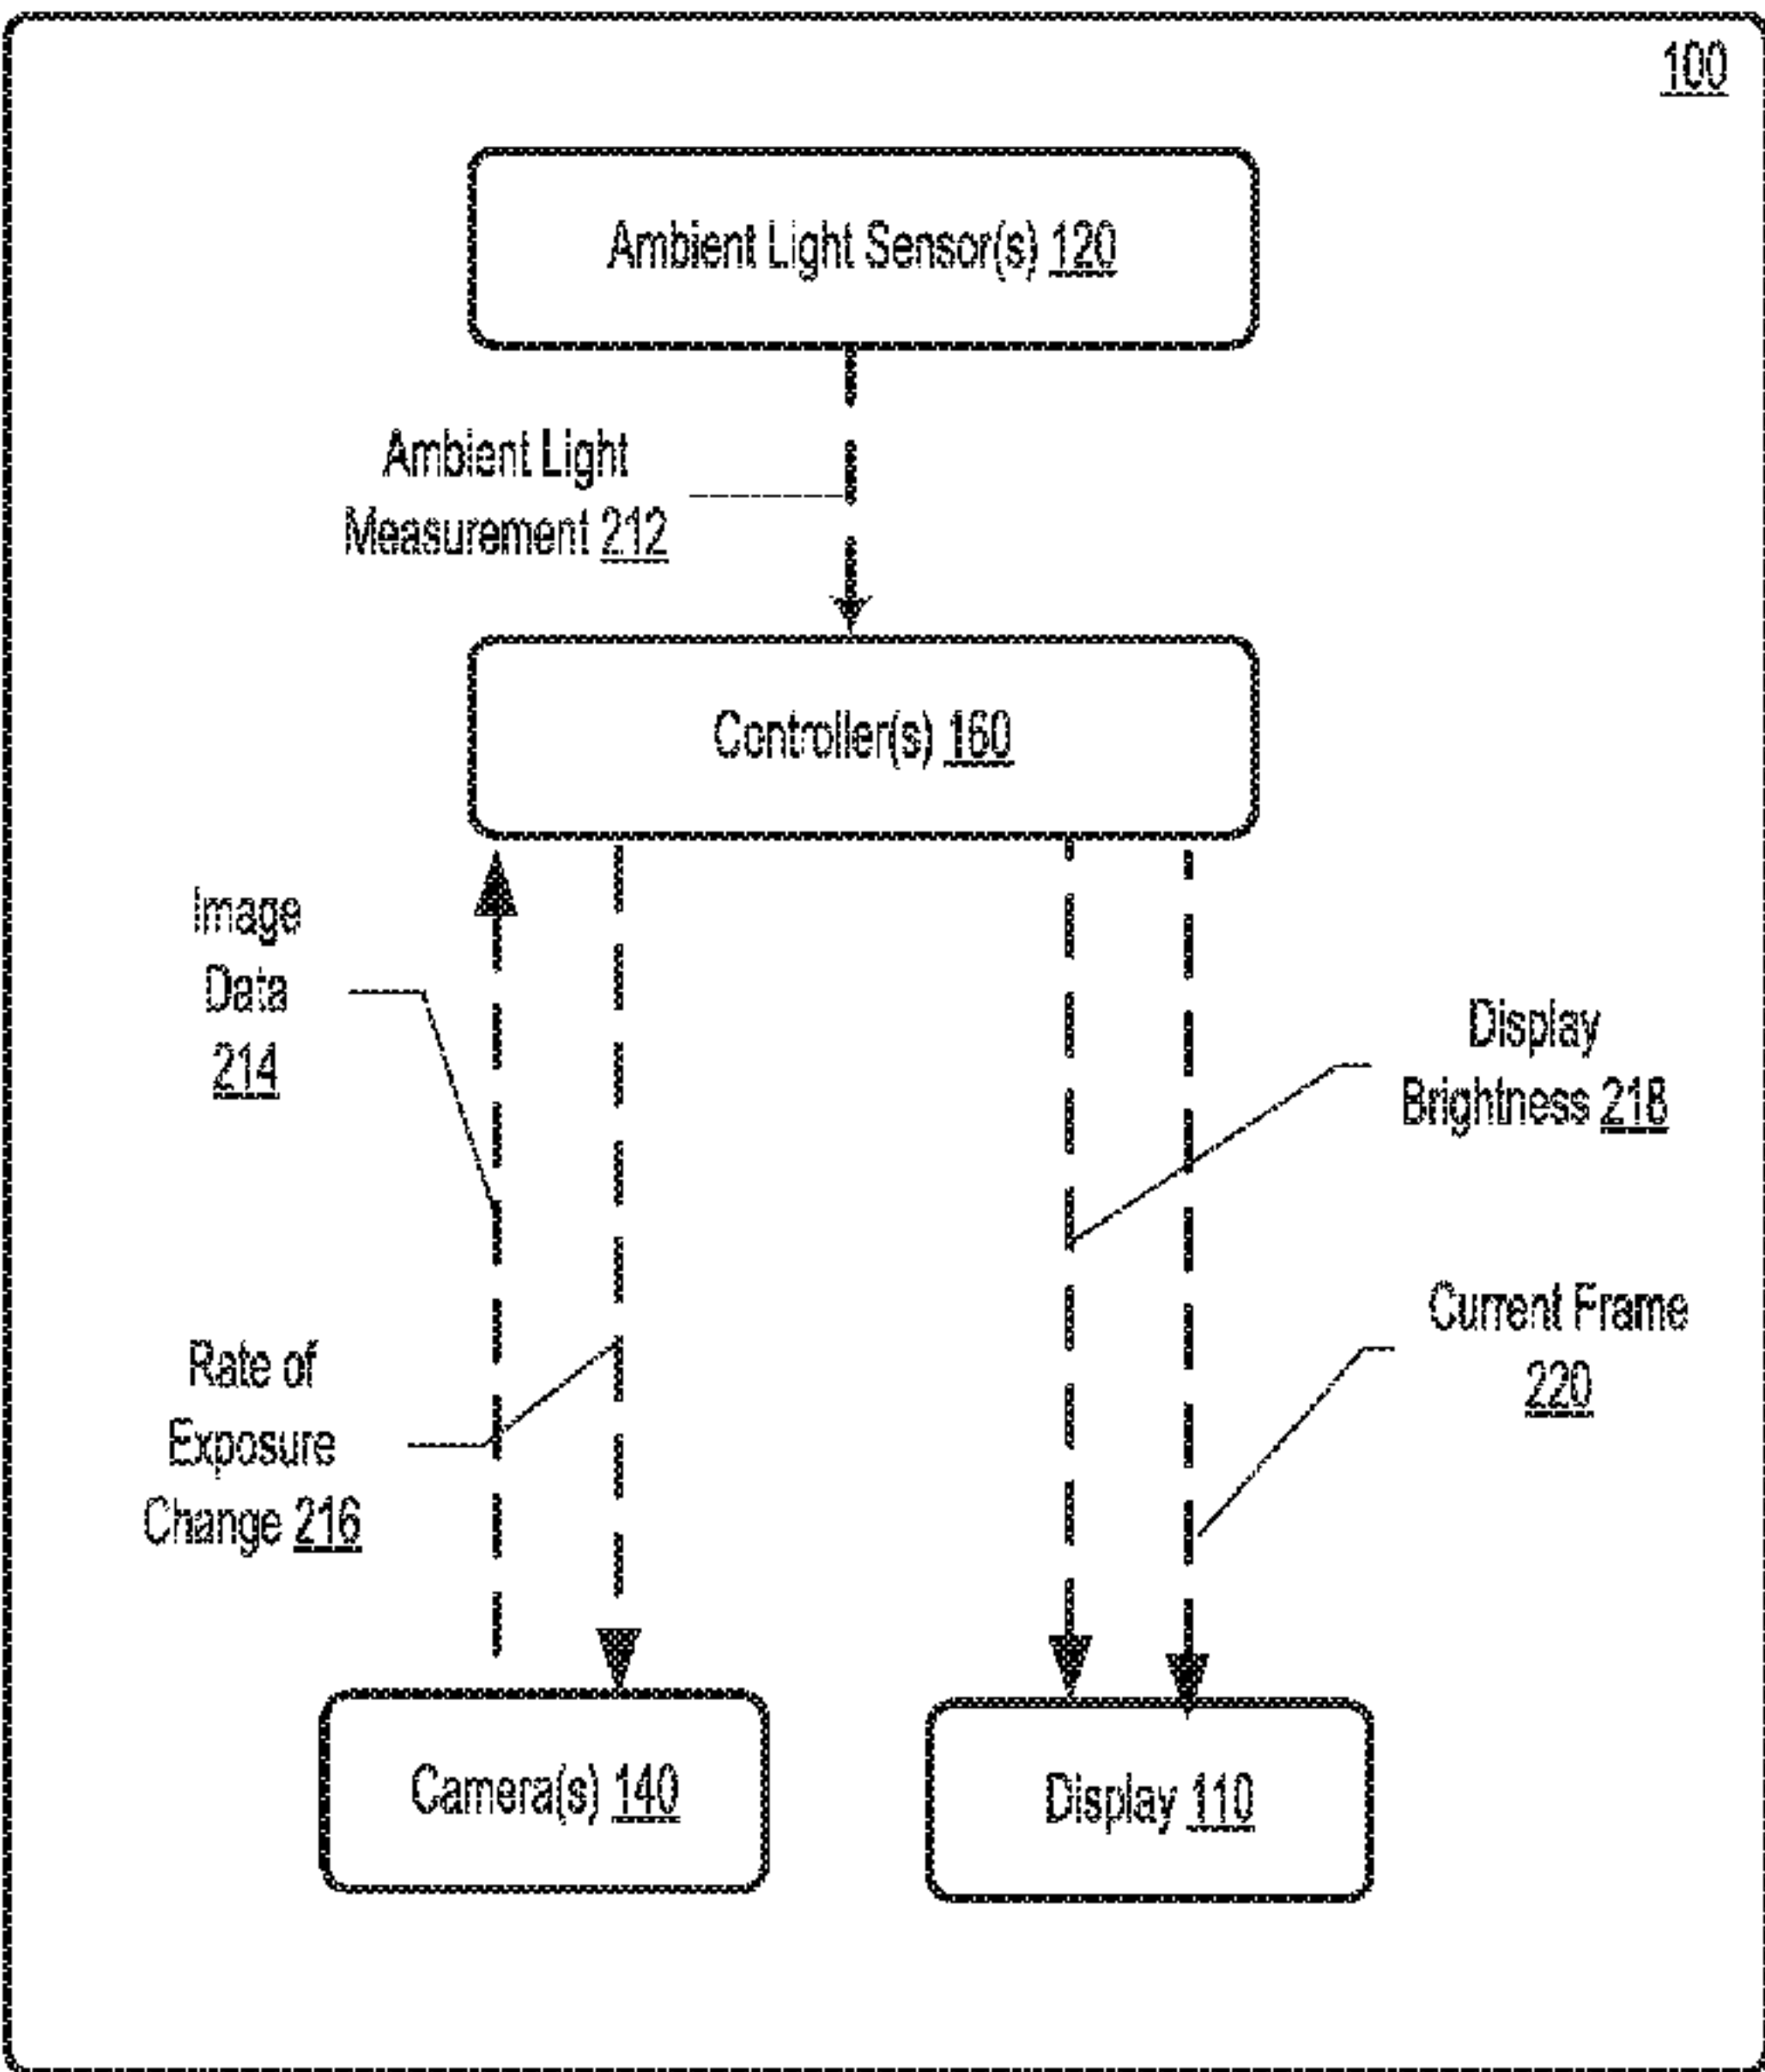 100
Ambient Light Sensor(s) 120
Ambient Light
Measurement 212
Controller(s) 160
Image
Data
214
Display
Brightness 218
Rate of
Exposure
Change 216
Current Frame
220
Camera(s) 140
Display 110